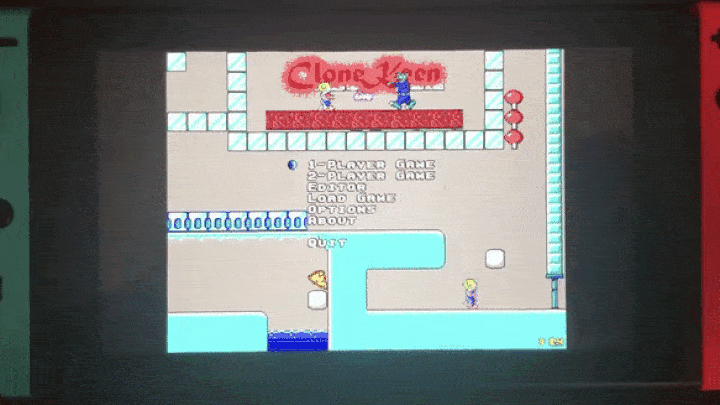 Clone Keen
1-Player Game
2-Player Game
Editor
Load Game
Options
About
Quit